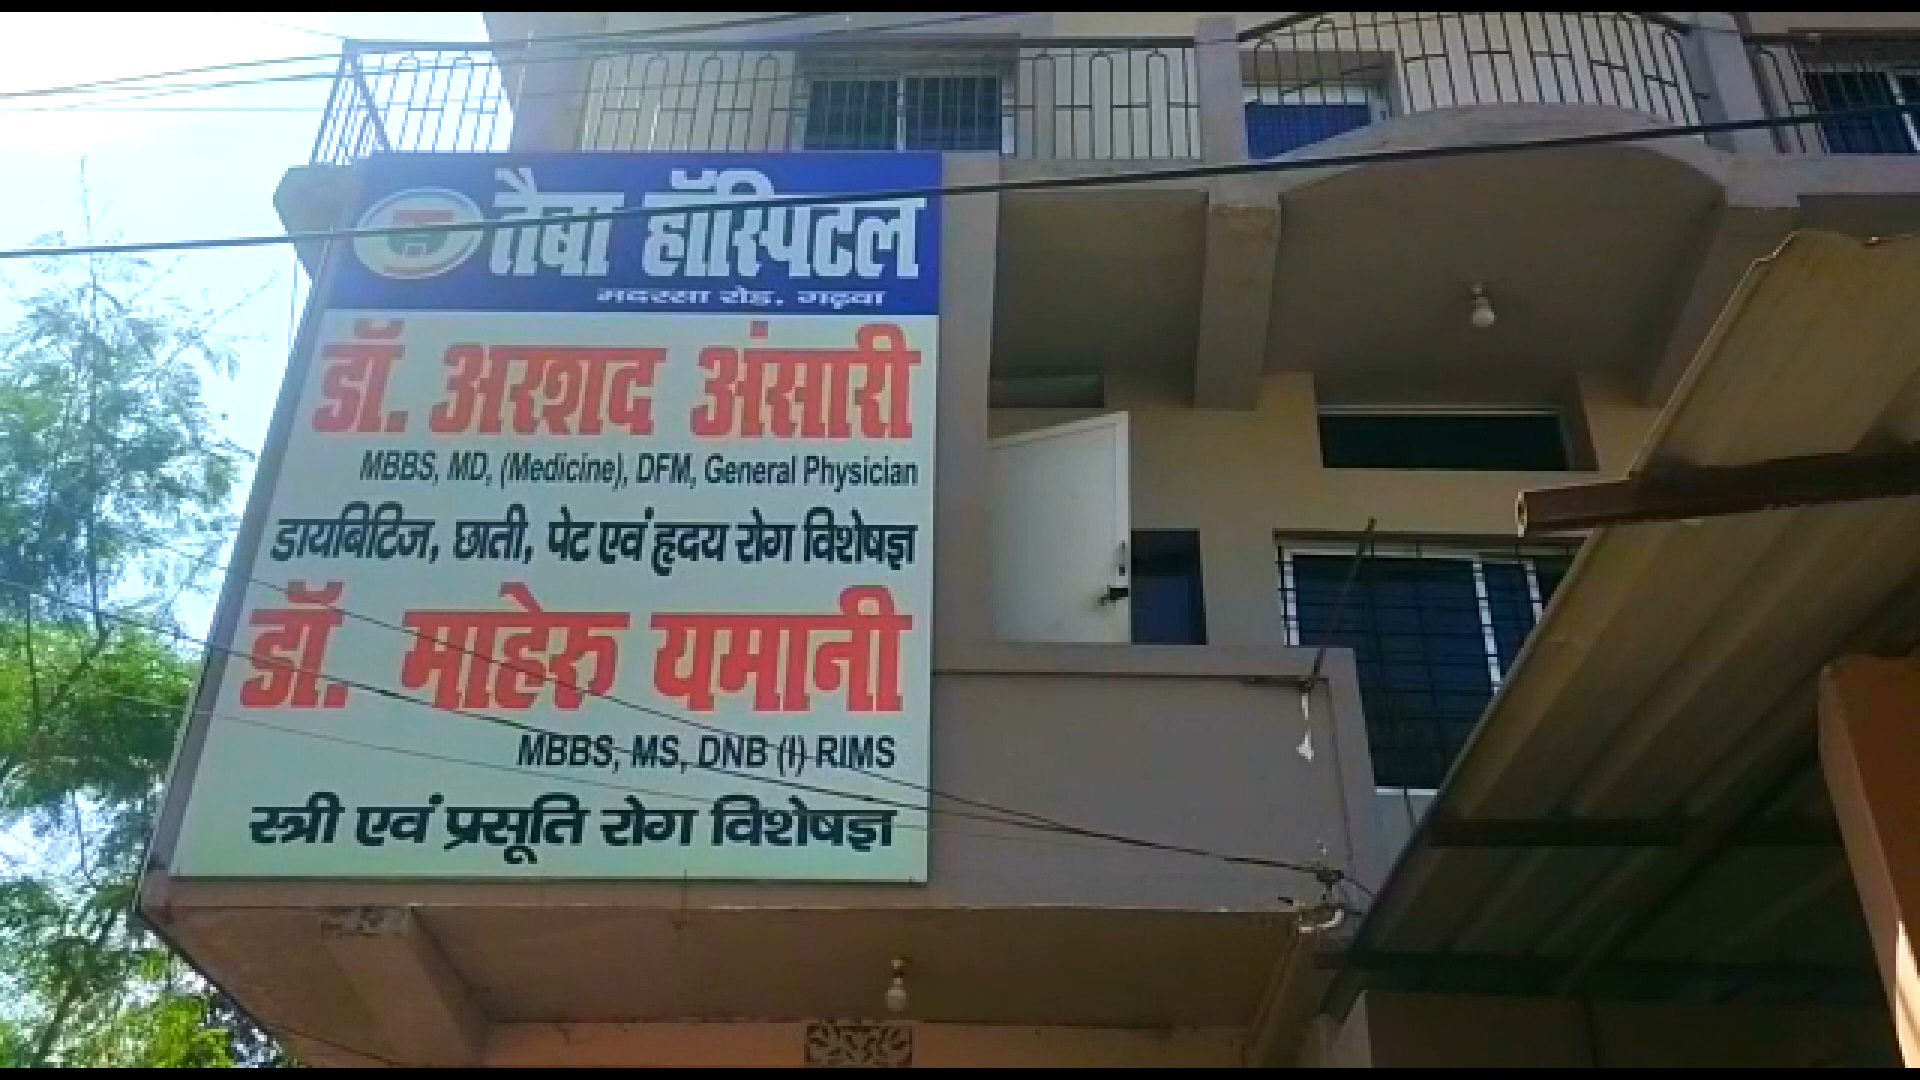 तैबा हॉस्पिटल
मदरसा रोड, गढ़वा
डॉ. अरशद अंसारी
MBBS, MD, (Medicine), DFM, General Physician
डायबिटिज, छाती, पेट एवं हृदय रोग विशेषज्ञ
डॉ. माहेरु यमानी
MBBS, MS, DNB (I) RIMS
स्त्री एवं प्रसूति रोग विशेषज्ञ